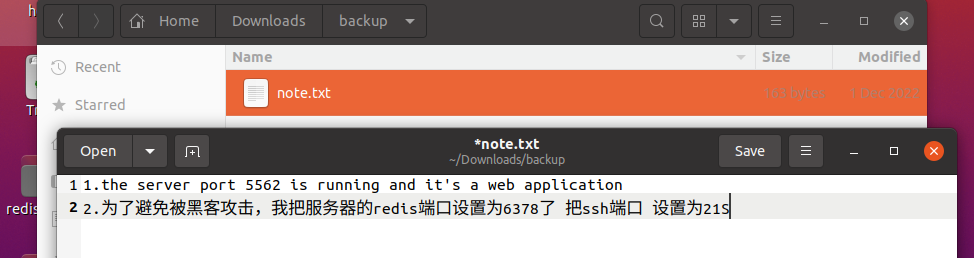 Home Downloads backup
Name Size Modified
Recent
note.txt 163 bytes 1 Dec 2022
Starred
Open *note.txt Save
~/Downloads/backup
1 1.the server port 5562 is running and it's a web application
2 2.为了避免被黑客攻击，我把服务器的redis端口设置为6378了 把ssh端口 设置为21S
redis